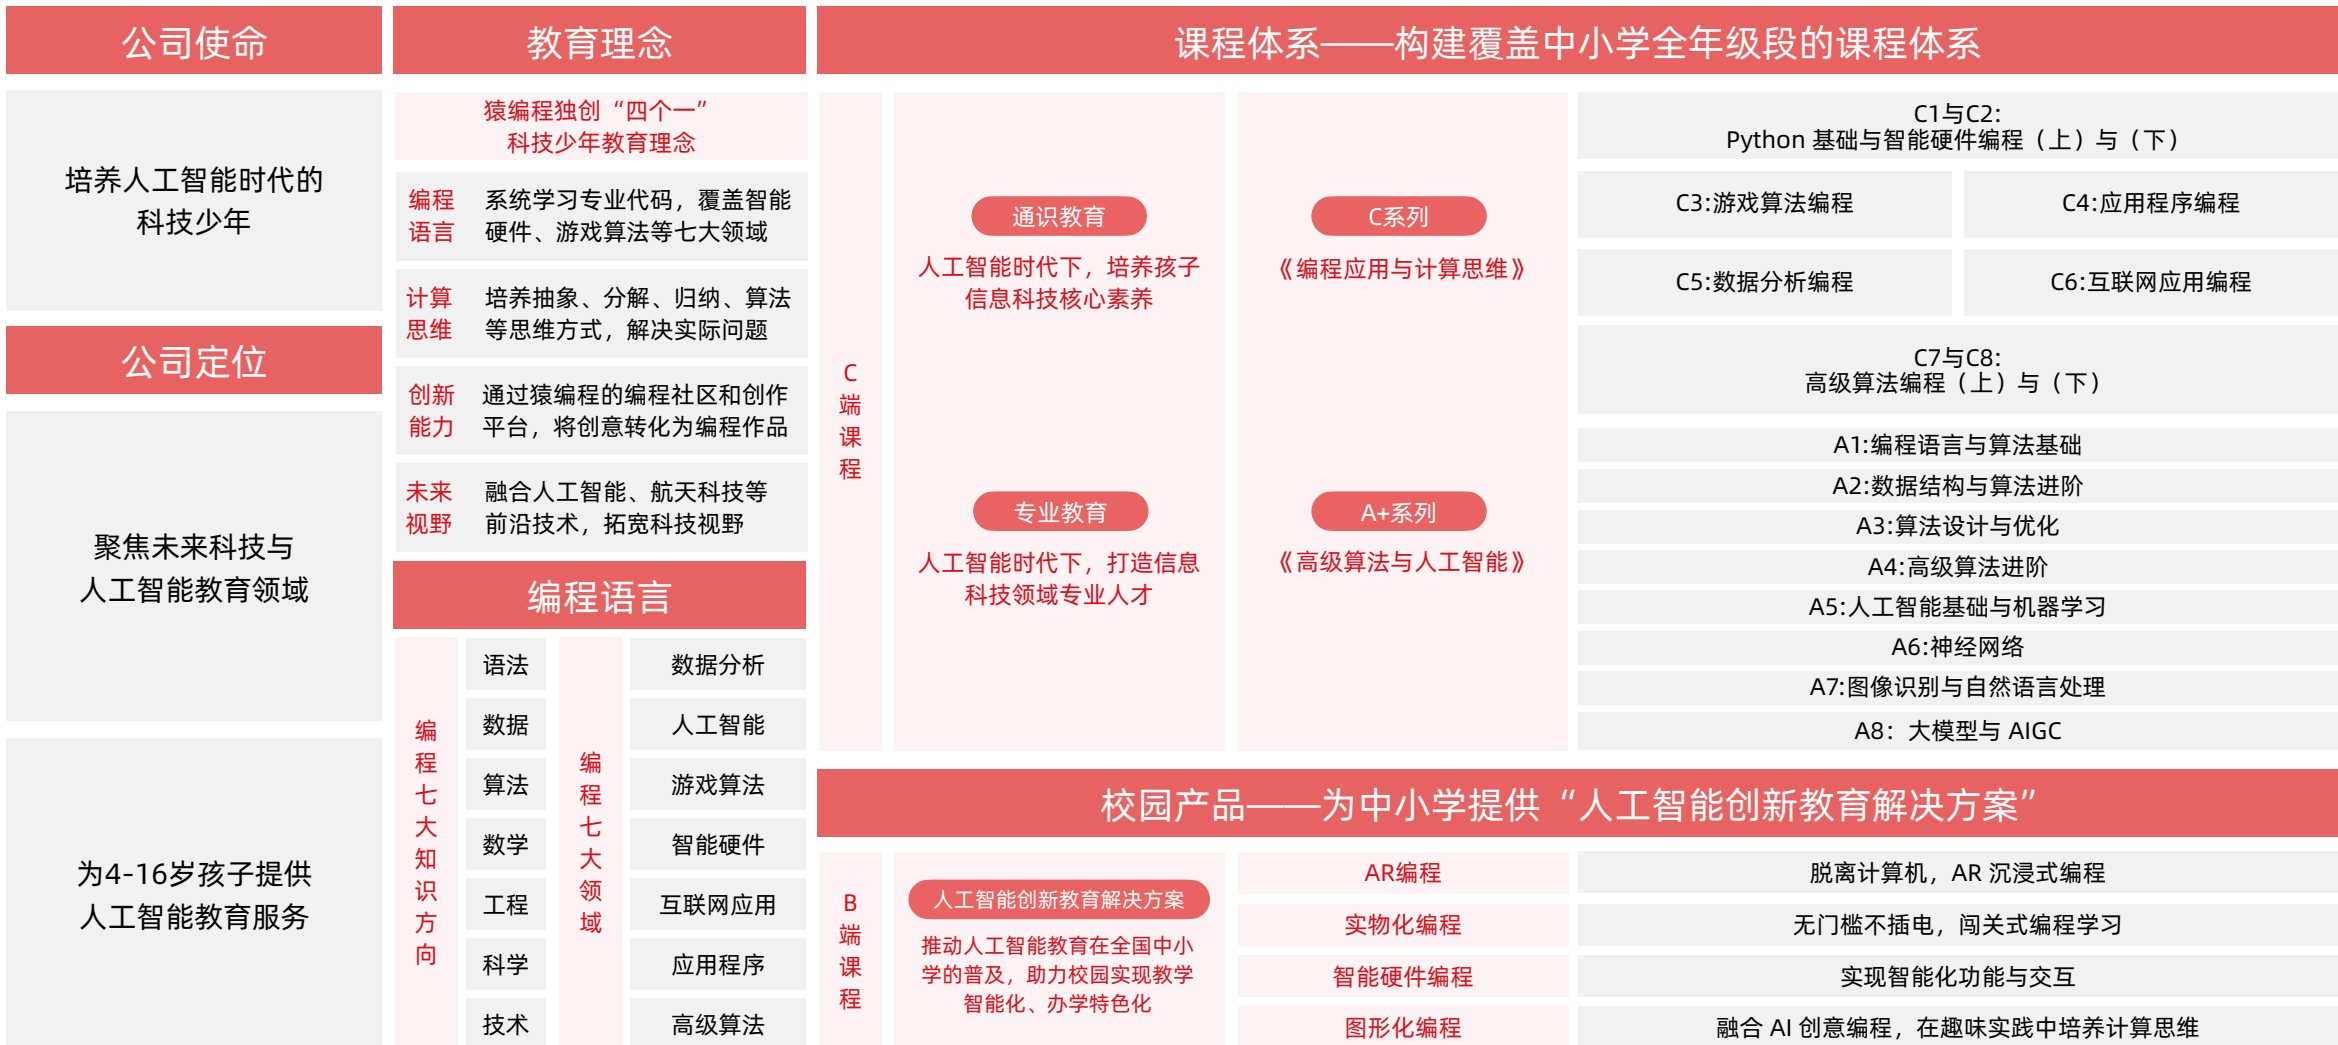 公司使命
培养人工智能时代的
科技少年
公司定位
聚焦未来科技与
人工智能教育领域
为4-16岁孩子提供
人工智能教育服务
教育理念
猿编程独创“四个一”
科技少年教育理念
编程
语言
系统学习专业代码，覆盖智能
硬件、游戏算法等七大领域
计算
思维
培养抽象、分解、归纳、算法
等思维方式，解决实际问题
创新
能力
通过猿编程的编程社区和创作
平台，将创意转化为编程作品
未来
视野
融合人工智能、航天科技等
前沿技术，拓宽科技视野
编程语言
编程七大知识方向
语法
数据
算法
数学
工程
科学
技术
编程七大领域
数据分析
人工智能
游戏算法
智能硬件
互联网应用
应用程序
高级算法
课程体系——构建覆盖中小学全年级段的课程体系
C端课程
通识教育
人工智能时代下，培养孩子
信息科技核心素养
专业教育
人工智能时代下，打造信息
科技领域专业人才
C系列
《编程应用与计算思维》
A+系列
《高级算法与人工智能》
C1与C2:
Python 基础与智能硬件编程（上）与（下）
C3:游戏算法编程
C4:应用程序编程
C5:数据分析编程
C6:互联网应用编程
C7与C8:
高级算法编程（上）与（下）
A1:编程语言与算法基础
A2:数据结构与算法进阶
A3:算法设计与优化
A4:高级算法进阶
A5:人工智能基础与机器学习
A6:神经网络
A7:图像识别与自然语言处理
A8：大模型与 AIGC
校园产品——为中小学提供“人工智能创新教育解决方案”
B端课程
人工智能创新教育解决方案
推动人工智能教育在全国中小
学的普及，助力校园实现教学
智能化、办学特色化
AR编程
脱离计算机，AR 沉浸式编程
实物化编程
无门槛不插电，闯关式编程学习
智能硬件编程
实现智能化功能与交互
图形化编程
融合 AI 创意编程，在趣味实践中培养计算思维